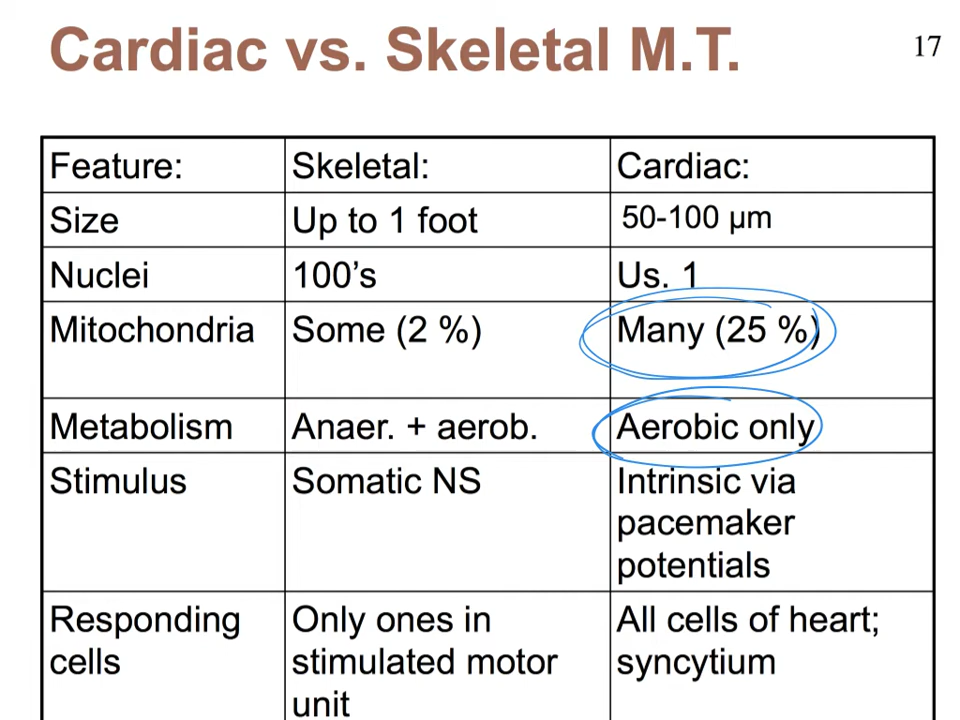 Cardiac vs. Skeletal M.T.
17
Feature: Skeletal: Cardiac:
Size Up to 1 foot 50-100 µm
Nuclei 100’s Us. 1
Mitochondria Some (2 %) Many (25 %)
Metabolism Anaer. + aerob. Aerobic only
Stimulus Somatic NS Intrinsic via
pacemaker
potentials
Responding Only ones in All cells of heart;
cells stimulated motor syncytium
unit